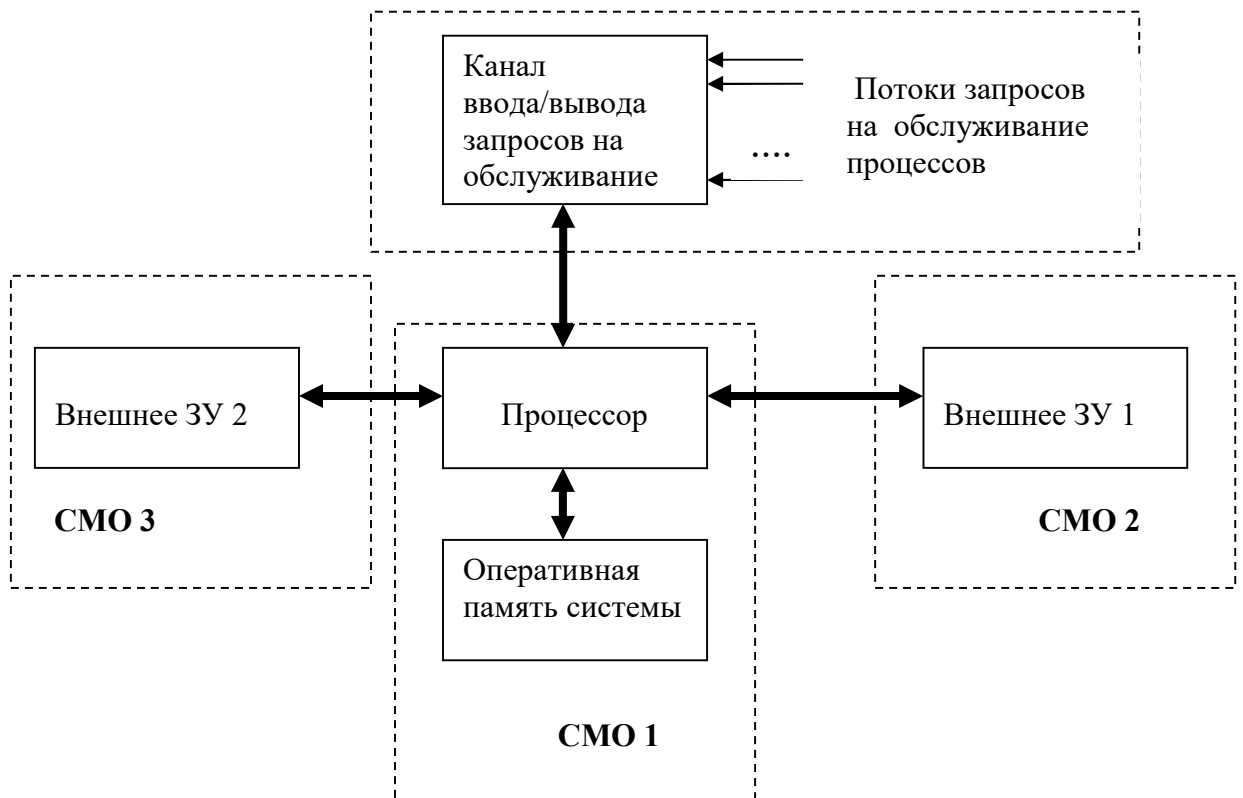 Канал
ввода/вывода
запросов на
обслуживание
Потоки запросов
на обслуживание
процессов
....
Внешнее ЗУ 2
Процессор
Внешнее ЗУ 1
СМО 3
СМО 2
Оперативная
память системы
СМО 1